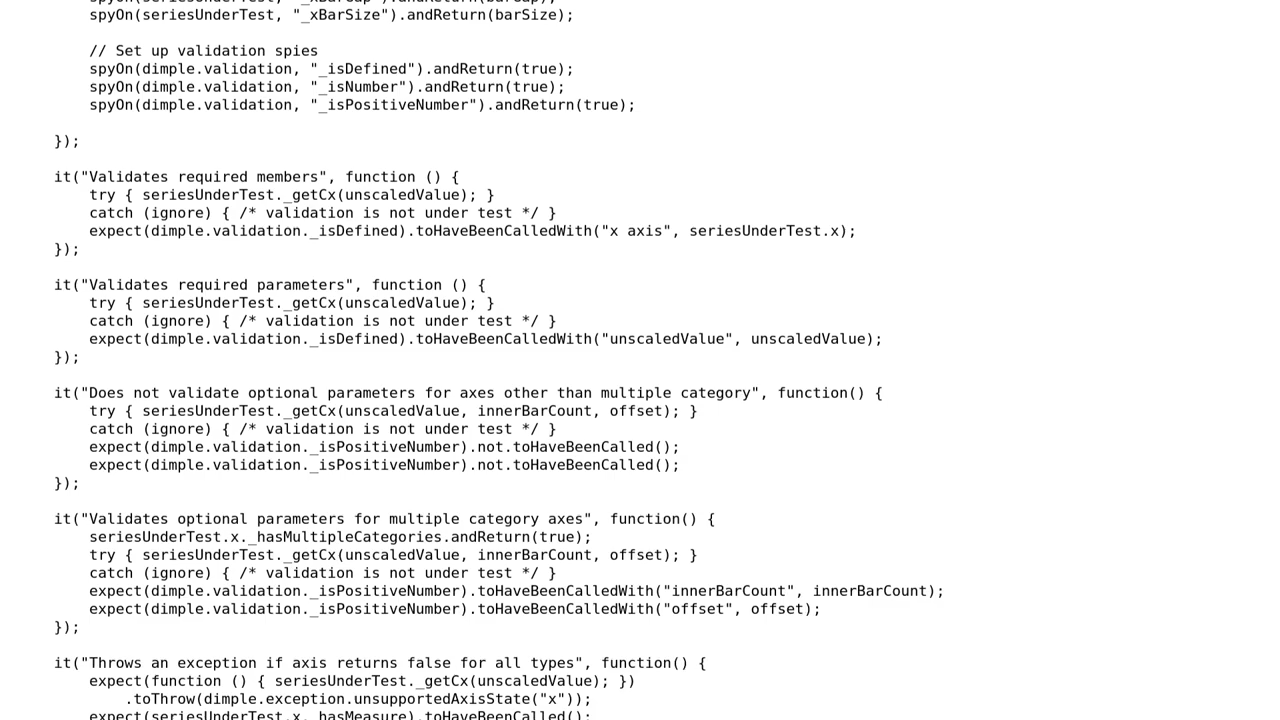 spyOn(seriesUnderTest, "_xBarGap").andReturn(barGap);
spyOn(seriesUnderTest, "_xBarSize").andReturn(barSize);
// Set up validation spies
spyOn(dimple.validation, "_isDefined").andReturn(true);
spyOn(dimple.validation, "_isNumber").andReturn(true);
spyOn(dimple.validation, "_isPositiveNumber").andReturn(true);
});
it("Validates required members", function () {
try { seriesUnderTest._getCx(unscaledValue); }
catch (ignore) { /* validation is not under test */ }
expect(dimple.validation._isDefined).toHaveBeenCalledWith("x axis", seriesUnderTest.x);
});
it("Validates required parameters", function () {
try { seriesUnderTest._getCx(unscaledValue); }
catch (ignore) { /* validation is not under test */ }
expect(dimple.validation._isDefined).toHaveBeenCalledWith("unscaledValue", unscaledValue);
});
it("Does not validate optional parameters for axes other than multiple category", function() {
try { seriesUnderTest._getCx(unscaledValue, innerBarCount, offset); }
catch (ignore) { /* validation is not under test */ }
expect(dimple.validation._isPositiveNumber).not.toHaveBeenCalled();
expect(dimple.validation._isPositiveNumber).not.toHaveBeenCalled();
});
it("Validates optional parameters for multiple category axes", function() {
seriesUnderTest.x._hasMultipleCategories.andReturn(true);
try { seriesUnderTest._getCx(unscaledValue, innerBarCount, offset); }
catch (ignore) { /* validation is not under test */ }
expect(dimple.validation._isPositiveNumber).toHaveBeenCalledWith("innerBarCount", innerBarCount);
expect(dimple.validation._isPositiveNumber).toHaveBeenCalledWith("offset", offset);
});
it("Throws an exception if axis returns false for all types", function() {
expect(function () { seriesUnderTest._getCx(unscaledValue); })
.toThrow(dimple.exception.unsupportedAxisState("x"));
expect(seriesUnderTest.x._hasMeasure).toHaveBeenCalled();